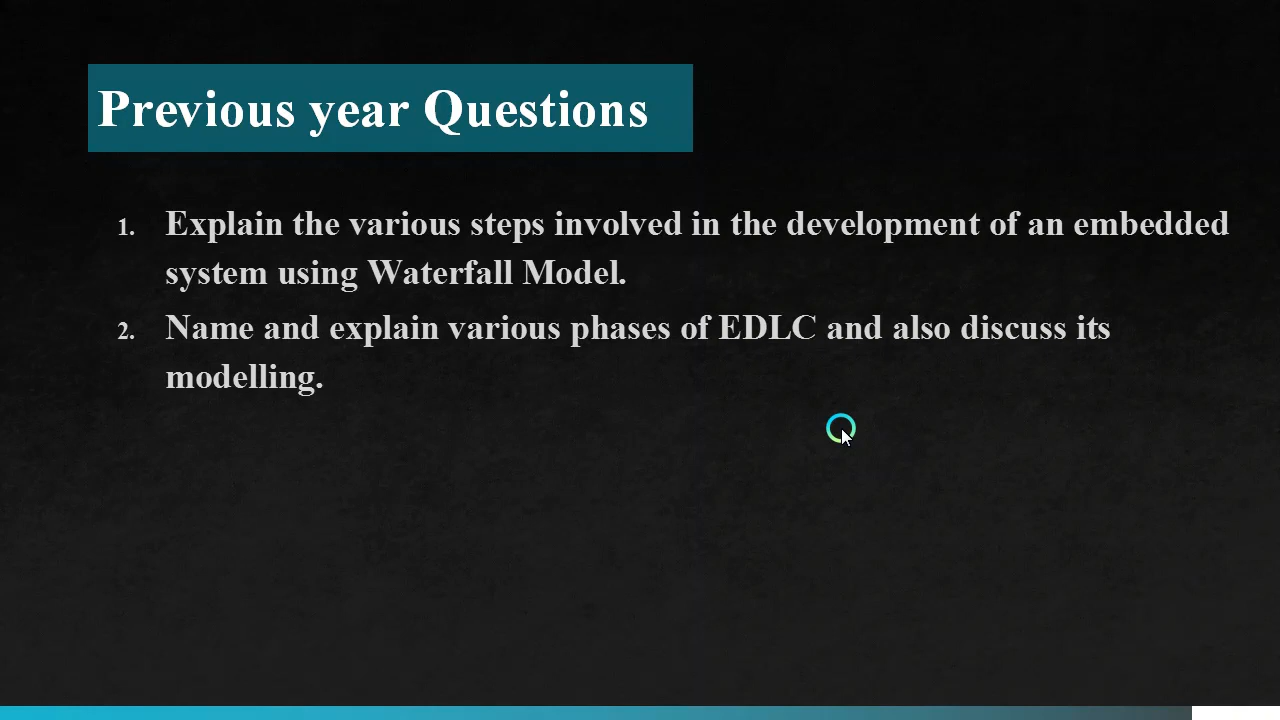 Previous year Questions
1. Explain the various steps involved in the development of an embedded
system using Waterfall Model.
2. Name and explain various phases of EDLC and also discuss its
modelling.